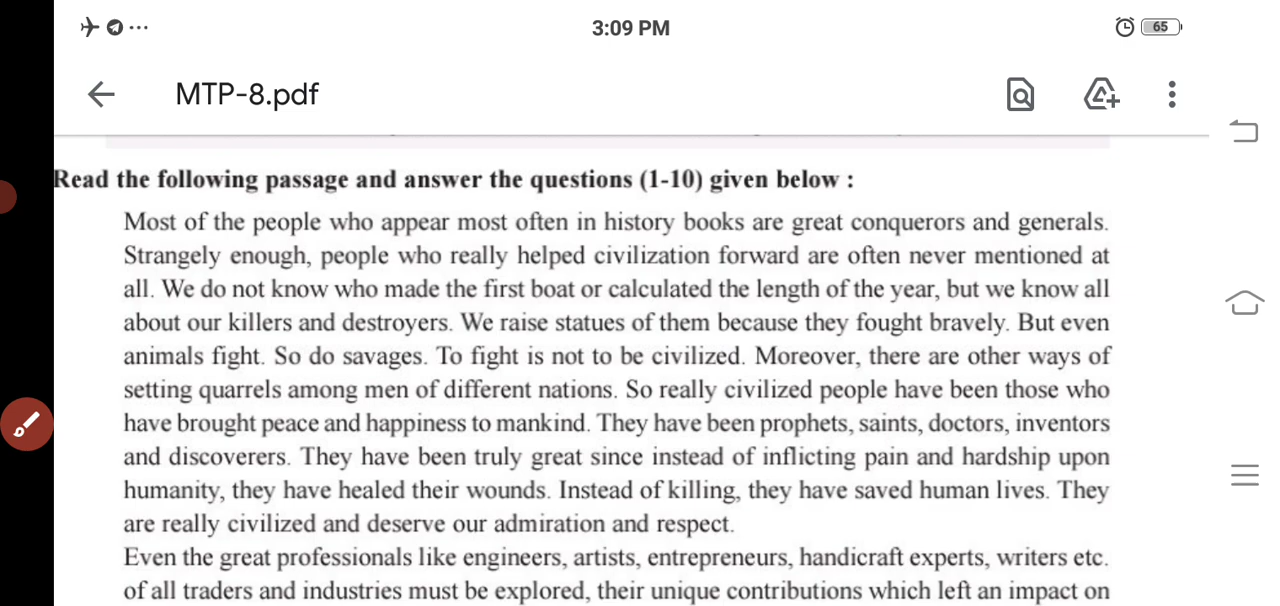 3:09 PM
65
MTP-8.pdf
Read the following passage and answer the questions (1-10) given below :
Most of the people who appear most often in history books are great conquerors and generals.
Strangely enough, people who really helped civilization forward are often never mentioned at
all. We do not know who made the first boat or calculated the length of the year, but we know all
about our killers and destroyers. We raise statues of them because they fought bravely. But even
animals fight. So do savages. To fight is not to be civilized. Moreover, there are other ways of
setting quarrels among men of different nations. So really civilized people have been those who
have brought peace and happiness to mankind. They have been prophets, saints, doctors, inventors
and discoverers. They have been truly great since instead of inflicting pain and hardship upon
humanity, they have healed their wounds. Instead of killing, they have saved human lives. They
are really civilized and deserve our admiration and respect.
Even the great professionals like engineers, artists, entrepreneurs, handicraft experts, writers etc.
of all traders and industries must be explored, their unique contributions which left an impact on